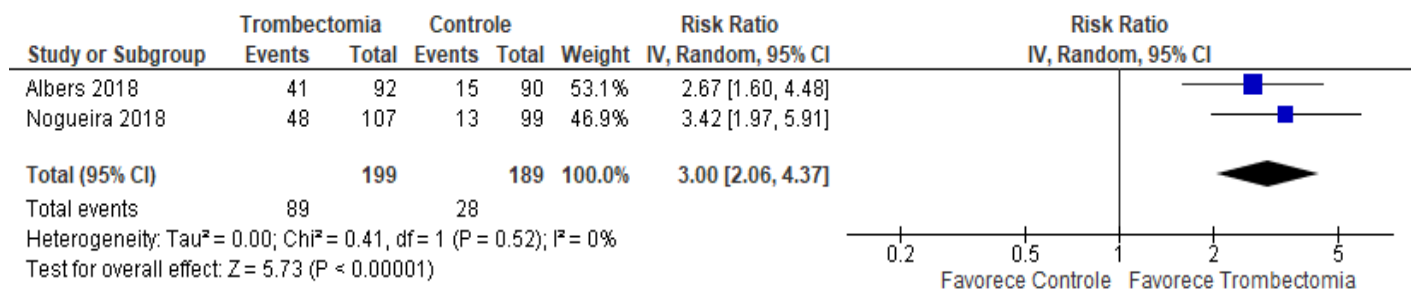 Trombectomia Controle Risk Ratio Risk Ratio
Study or Subgroup Events Total Events Total Weight IV, Random, 95% CI IV, Random, 95% CI
Albers 2018 41 92 15 90 53.1% 2.67 [1.60, 4.48]
Nogueira 2018 48 107 13 99 46.9% 3.42 [1.97, 5.91]
Total (95% CI) 199 189 100.0% 3.00 [2.06, 4.37]
Total events 89 28
Heterogeneity: Tau² = 0.00; Chi² = 0.41, df = 1 (P = 0.52); I² = 0%
Test for overall effect: Z = 5.73 (P < 0.00001)
0.2 0.5 1 2 5
Favorece Controle Favorece Trombectomia